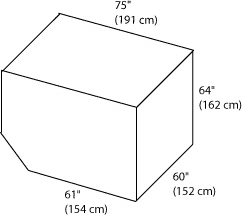 75"
(191 cm)
64"
(162 cm)
60"
(152 cm)
61"
(154 cm)